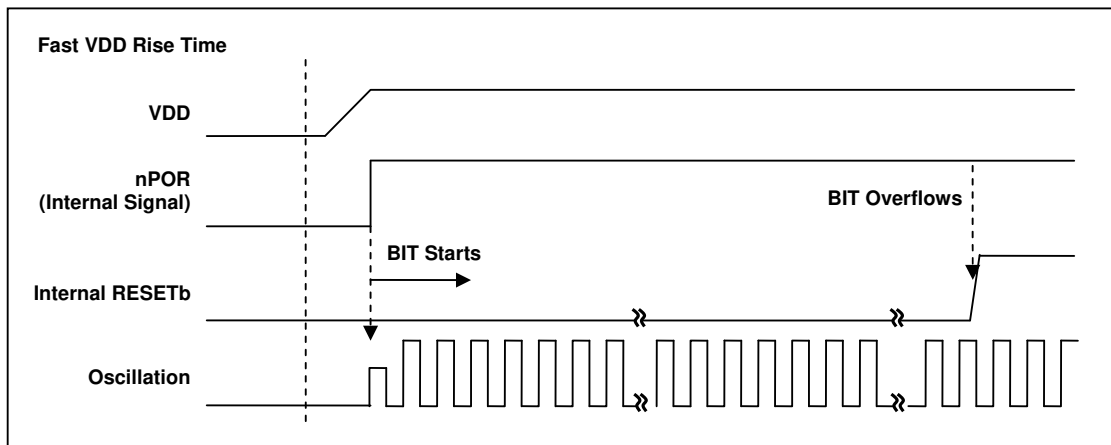 Fast VDD Rise Time
VDD
nPOR
(Internal Signal)
BIT Overflows
BIT Starts
Internal RESETb
Oscillation